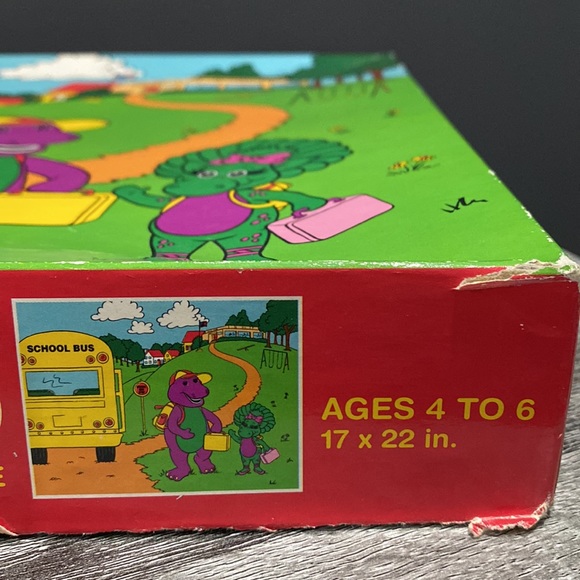 SCHOOL BUS
AGES 4 TO 6
17 x 22 in.